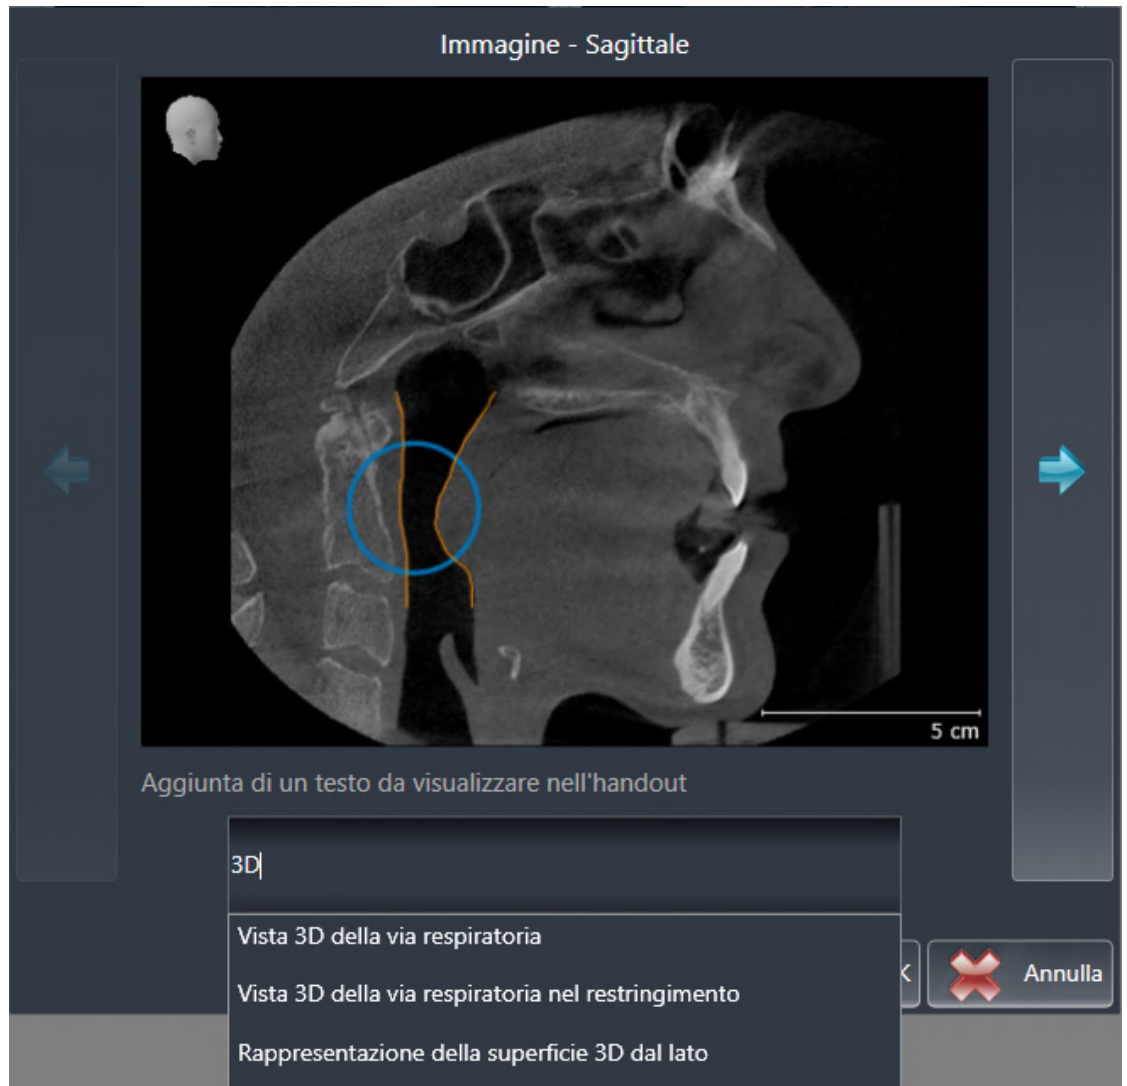 Immagine - Sagittale
5 cm
Aggiunta di un testo da visualizzare nell'handout
3D
Vista 3D della via respiratoria
Vista 3D della via respiratoria nel restringimento
Rappresentazione della superficie 3D dal lato
Annulla